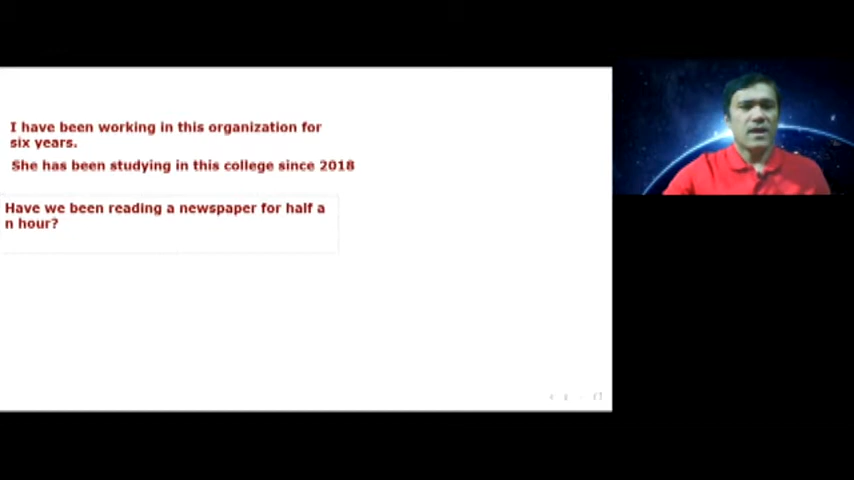 I have been working in this organization for
six years.
She has been studying in this college since 2018
Have we been reading a newspaper for half a
n hour?